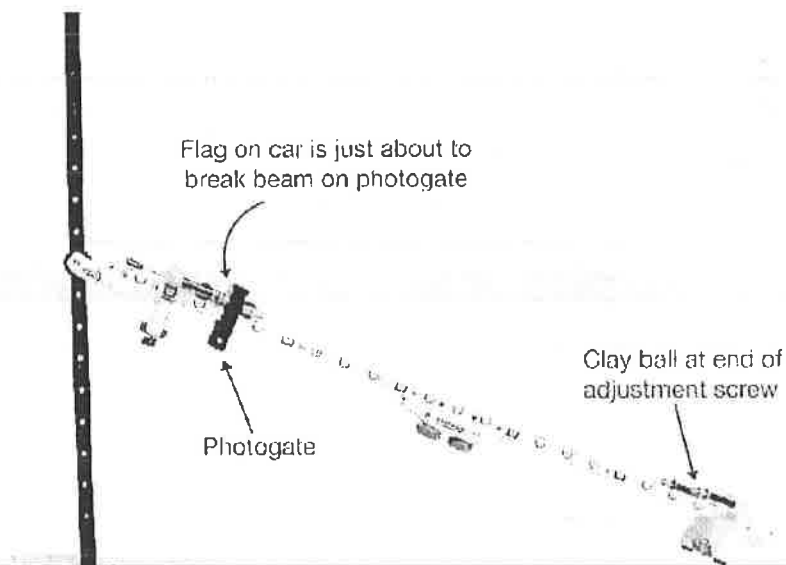 Flag on car is just about to
break beam on photogate
Clay ball at end of
adjustment screw
Photogate